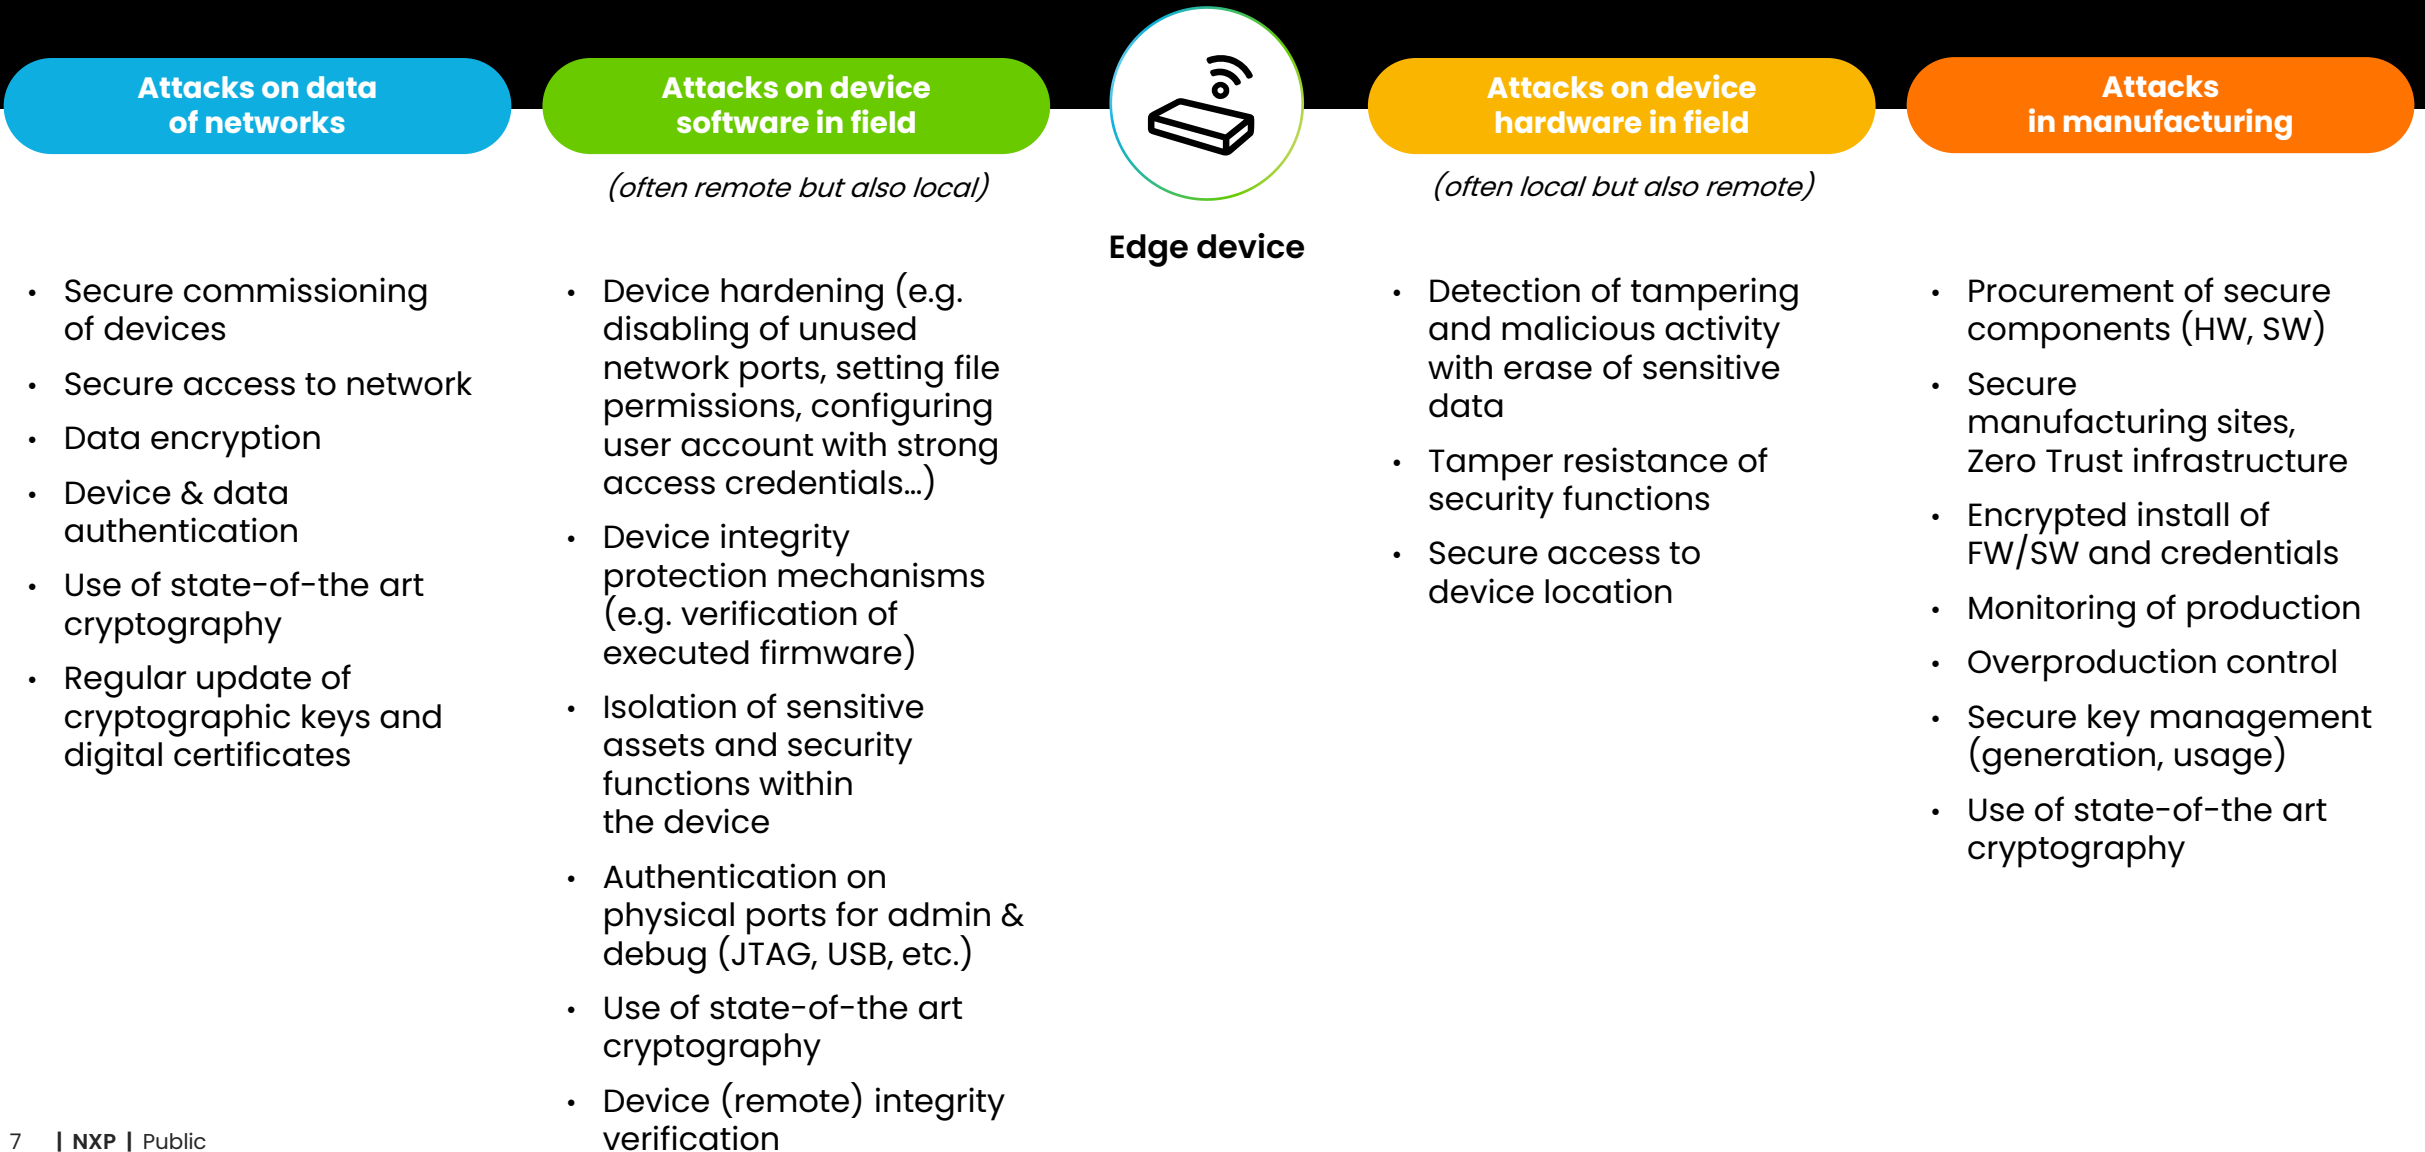 Attacks on data
of networks
Secure commissioning
of devices
Secure access to network
Data encryption
Device & data
authentication
Use of state-of-the art
cryptography
Regular update of
cryptographic keys and
digital certificates
Attacks on device
software in field
(often remote but also local)
Device hardening (e.g.
disabling of unused
network ports, setting file
permissions, configuring
user account with strong
access credentials…)
Device integrity
protection mechanisms
(e.g. verification of
executed firmware)
Isolation of sensitive
assets and security
functions within
the device
Authentication on
physical ports for admin &
debug (JTAG, USB, etc.)
Use of state-of-the art
cryptography
Device (remote) integrity
verification
Edge device
Attacks on device
hardware in field
(often local but also remote)
Detection of tampering
and malicious activity
with erase of sensitive
data
Tamper resistance of
security functions
Secure access to
device location
Attacks
in manufacturing
Procurement of secure
components (HW, SW)
Secure
manufacturing sites,
Zero Trust infrastructure
Encrypted install of
FW/SW and credentials
Monitoring of production
Overproduction control
Secure key management
(generation, usage)
Use of state-of-the art
cryptography
7 | NXP | Public